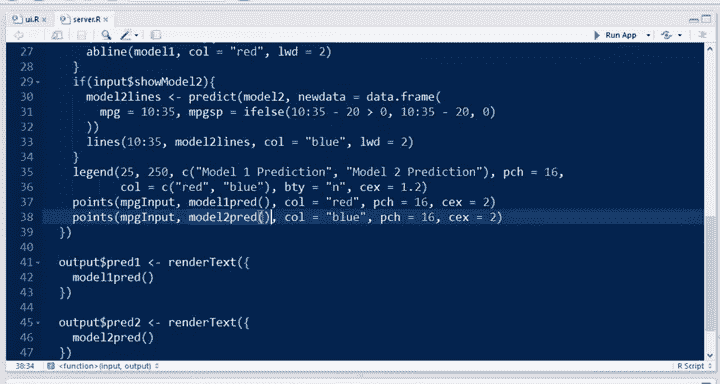 ui.R × server.R ×
Run App
27 abline(model1, col = "red", lwd = 2)
28 }
29 if(input$showModel2){
30 model2lines <- predict(model2, newdata = data.frame(
31 mpg = 10:35, mpgsp = ifelse(10:35 - 20 > 0, 10:35 - 20, 0)
32 ))
33 lines(10:35, model2lines, col = "blue", lwd = 2)
34 }
35 legend(25, 250, c("Model 1 Prediction", "Model 2 Prediction"), pch = 16,
36 col = c("red", "blue"), bty = "n", cex = 1.2)
37 points(mpgInput, model1pred(), col = "red", pch = 16, cex = 2)
38 points(mpgInput, model2pred(), col = "blue", pch = 16, cex = 2)
39 })
40
41 output$pred1 <- renderText({
42 model1pred()
43 })
44
45 output$pred2 <- renderText({
46 model2pred()
47 })
38:34 <function>(input, output) R Script